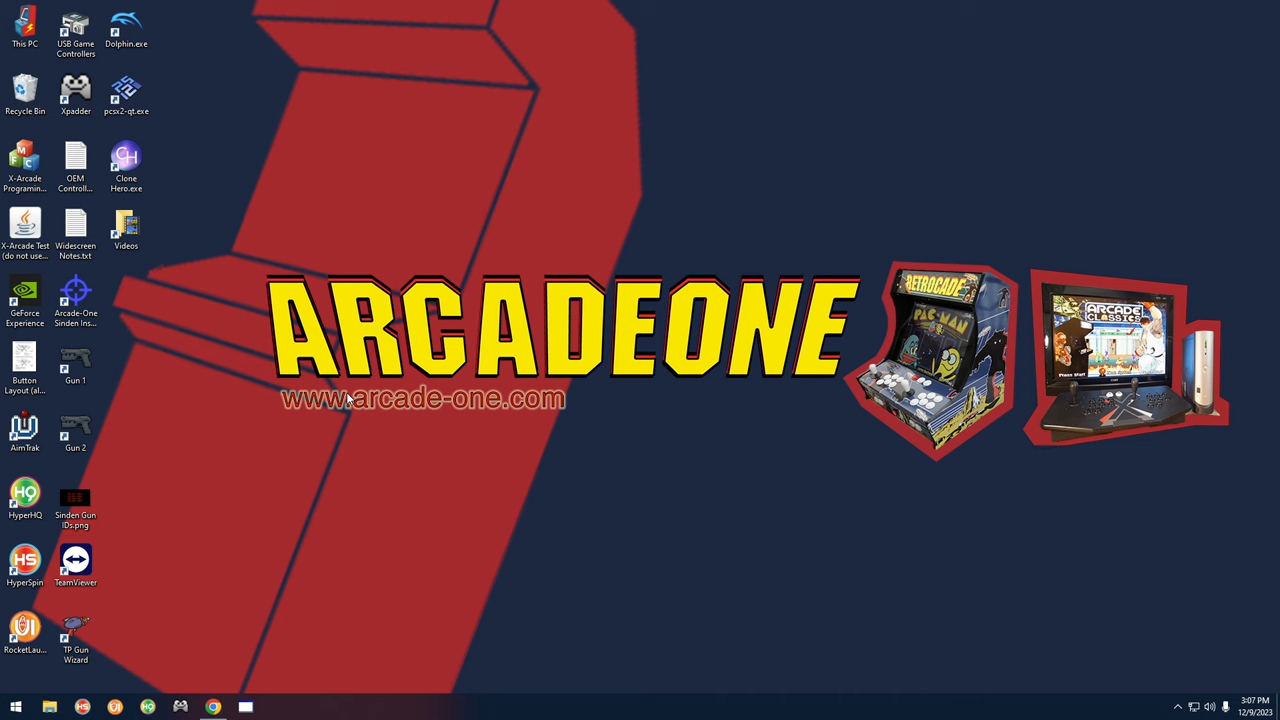 This PC
USB Game
Controllers
Dolphin.exe
Recycle Bin
Xpadder
pcsx2-qt.exe
X-Arcade
Programin...
OEM
Controll...
Clone
Hero.exe
X-Arcade Test
(do not use...
Widescreen
Notes.txt
Videos
GeForce
Experience
Arcade-One
Sinden Ins...
Button
Layout (al...
Gun 1
AimTrak
Gun 2
HyperHQ
Sinden Gun
IDs.png
HyperSpin
TeamViewer
RocketLau...
TP Gun
Wizard
ARCADEONE
www.arcade-one.com
RETROCADE
PAC-MAN
ARCADE
CLASSICS
3:07 PM
12/9/2023